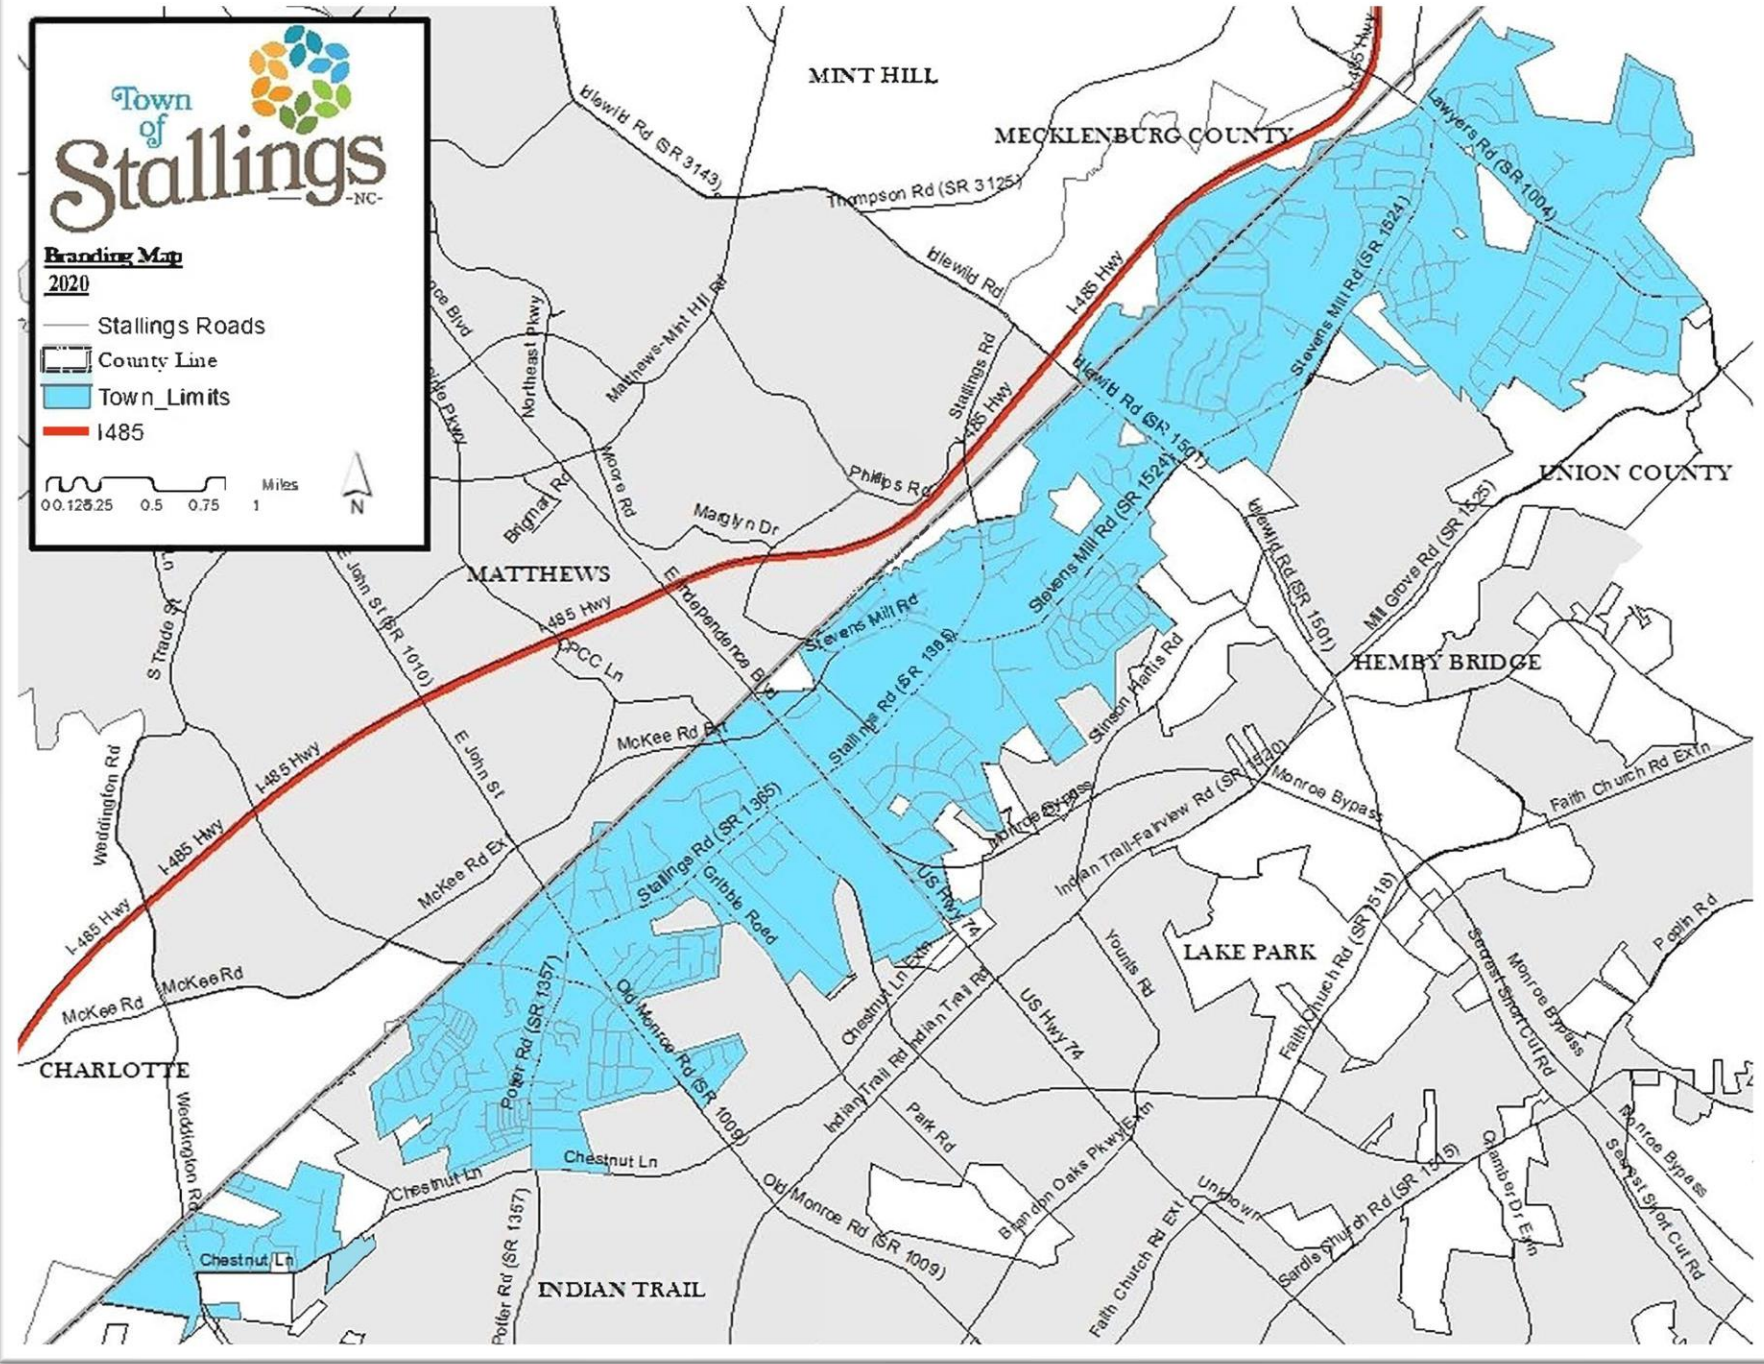 Town
of
Stallings
-NC-
Branding Map
2020
Stallings Roads
County Line
Town_Limits
I485
Miles
0 0.125.25 0.5 0.75 1
N
MINT HILL
MECKLENBURG COUNTY
I-485 Hwy
Idlewild Rd (SR 3143)
Thompson Rd (SR 3125)
Lawyers Rd (SR 1004)
Idlewild Rd
I-485 Hwy
Stevens Mill Rd (SR 1524)
Matthews-Mint Hill Rd
Northeast Pkwy
nce Blvd
Stallings Rd
I-485 Hwy
Idlewild Rd (SR 1501)
UNION COUNTY
Phillips Rd
Moore Rd
Brigman Rd
Marglyn Dr
Stevens Mill Rd (SR 1524)
Idlewild Rd (SR 1501)
Mill Grove Rd (SR 1525)
MATTHEWS
E John St (SR 1010)
Ln
S Trade St
I-485 Hwy
CPCC Ln
E Independence Blvd
Stevens Mill Rd
Stallings Rd (SR 1384)
Stinson Hartis Rd
HEMBY BRIDGE
McKee Rd Ext
E John St
I-485 Hwy
Weddington Rd
I-485 Hwy
McKee Rd Ex
Stallings Rd (SR 1365)
Gribble Road
US Hwy 74
Monroe Bypass
Indian Trail-Fairview Rd (SR 1520)
Monroe Bypass
Faith Church Rd Extn
I-485 Hwy
McKee Rd
McKee Rd
CHARLOTTE
Potter Rd (SR 1357)
Old Monroe Rd (SR 1009)
Chestnut Ln Extn
Indian Trail Rd
Indian Trail Rd
US Hwy 74
Younts Rd
LAKE PARK
Faith Church Rd (SR 1518)
Secrest Short Cut Rd
Monroe Bypass
Poplin Rd
Weddington Rd
Chestnut Ln
Chestnut Ln
Park Rd
Brandon Oaks Pkwy Extn
Unknown
Sardis Church Rd (SR 1515)
Chamber Dr Extn
Monroe Bypass
Secrest Short Cut Rd
Chestnut Ln
Potter Rd (SR 1357)
INDIAN TRAIL
Old Monroe Rd (SR 1009)
Faith Church Rd Ext